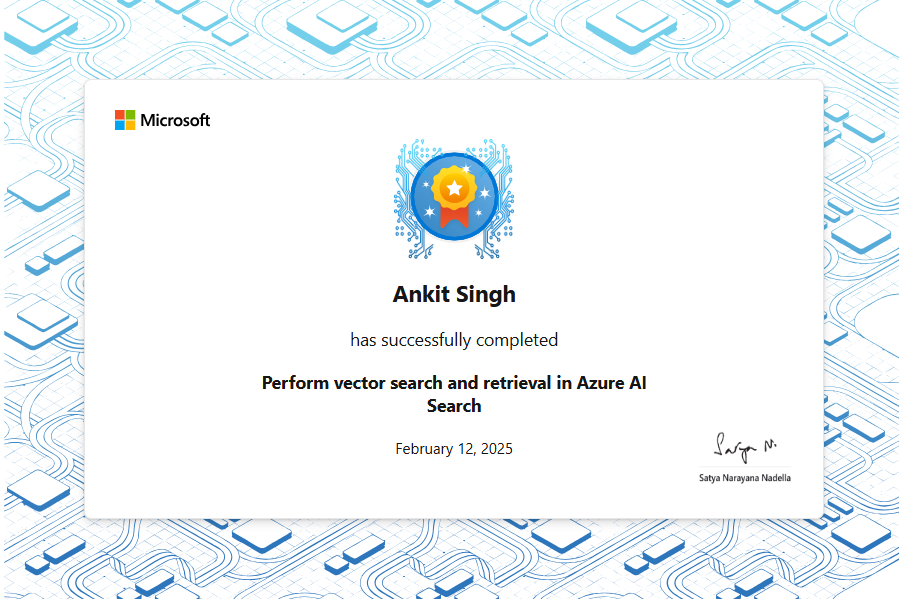 Microsoft
Ankit Singh
has successfully completed
Perform vector search and retrieval in Azure AI
Search
February 12, 2025
Satya N.
Satya Narayana Nadella